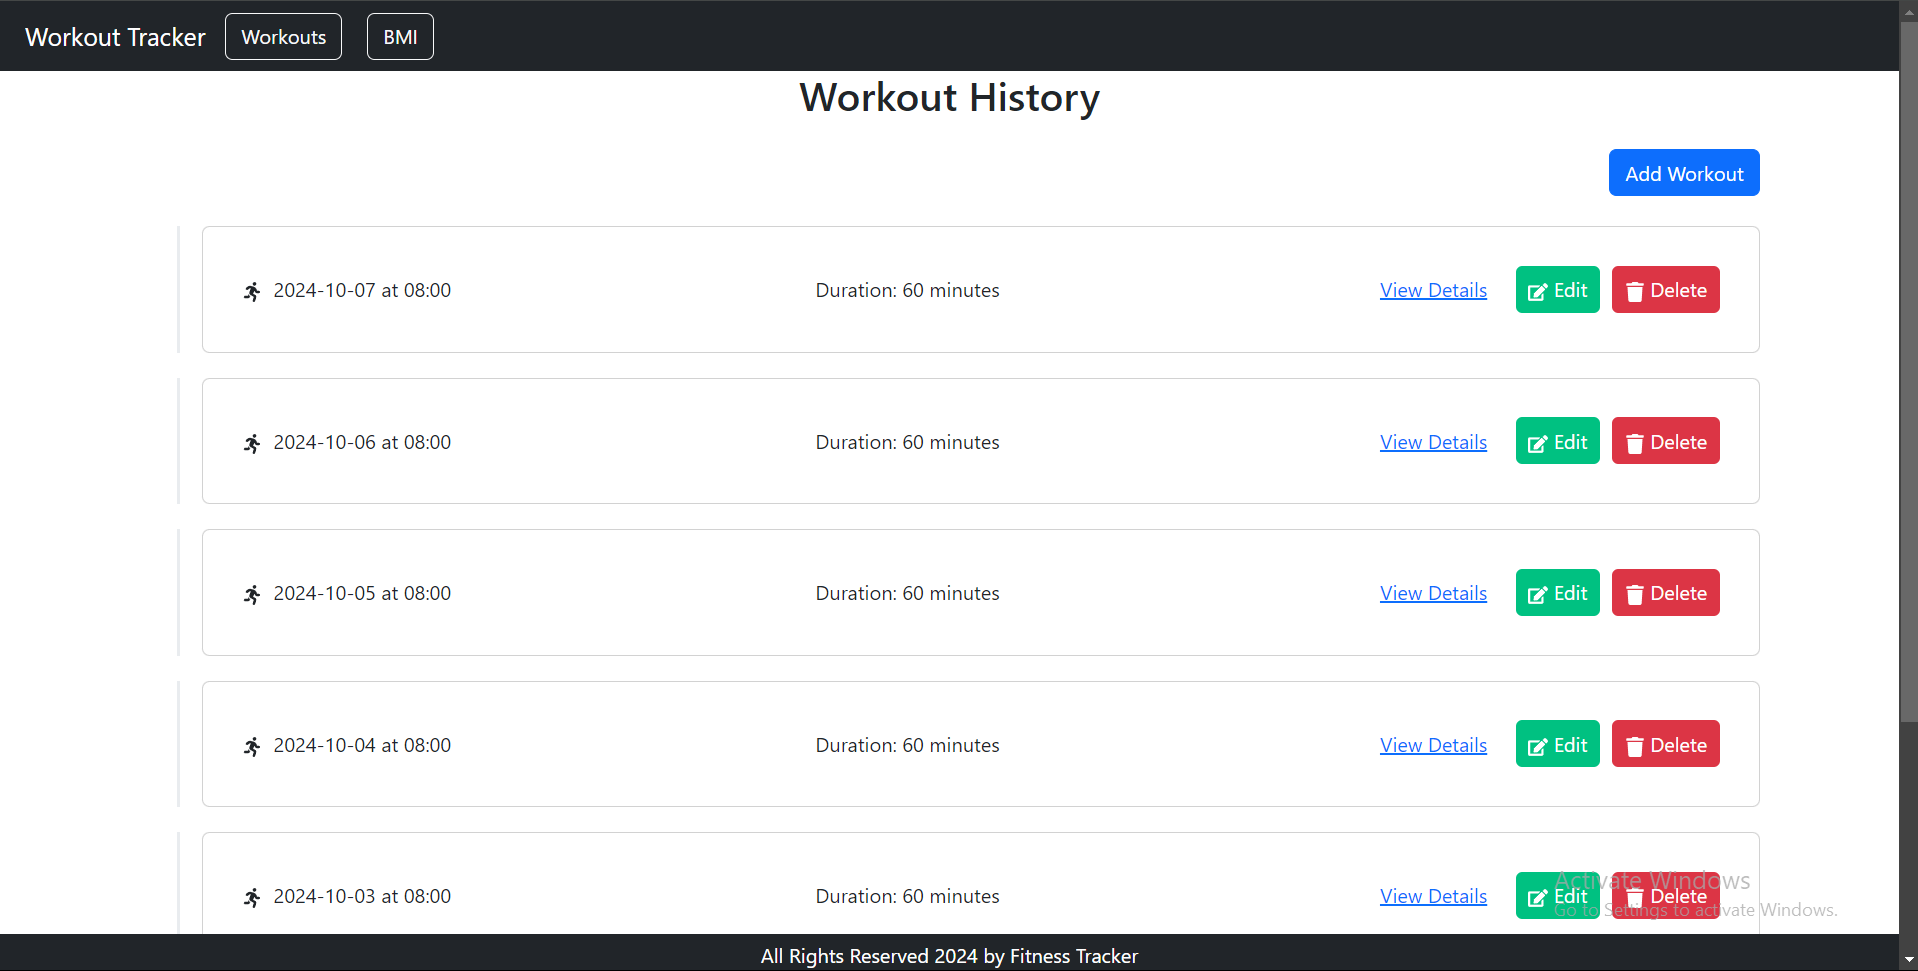 Workout Tracker Workouts BMI
Workout History
Add Workout
2024-10-07 at 08:00 Duration: 60 minutes View Details Edit Delete
2024-10-06 at 08:00 Duration: 60 minutes View Details Edit Delete
2024-10-05 at 08:00 Duration: 60 minutes View Details Edit Delete
2024-10-04 at 08:00 Duration: 60 minutes View Details Edit Delete
2024-10-03 at 08:00 Duration: 60 minutes View Details Edit Delete
Activate Windows
Go to Settings to activate Windows.
All Rights Reserved 2024 by Fitness Tracker